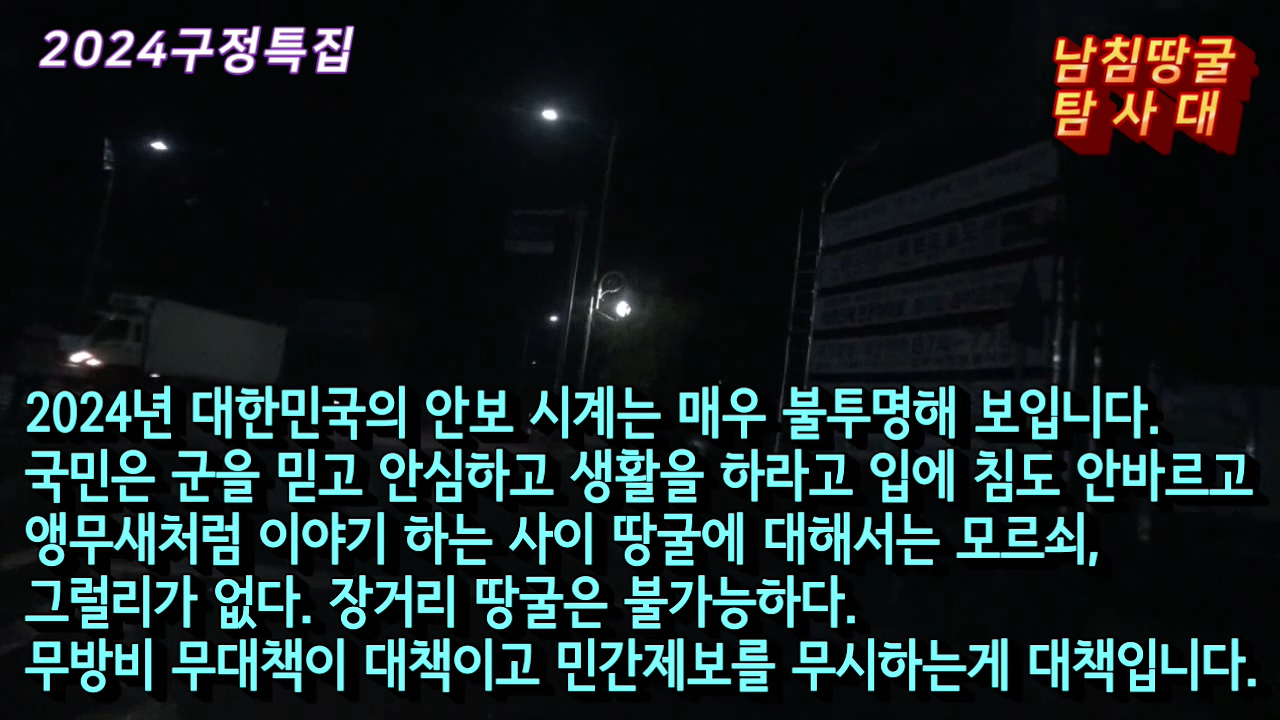 2024구정특집
남침땅굴
탐사대
2024년 대한민국의 안보 시계는 매우 불투명해 보입니다.
국민은 군을 믿고 안심하고 생활을 하라고 입에 침도 안바르고
앵무새처럼 이야기 하는 사이 땅굴에 대해서는 모르쇠,
그럴리가 없다. 장거리 땅굴은 불가능하다.
무방비 무대책이 대책이고 민간제보를 무시하는게 대책입니다.